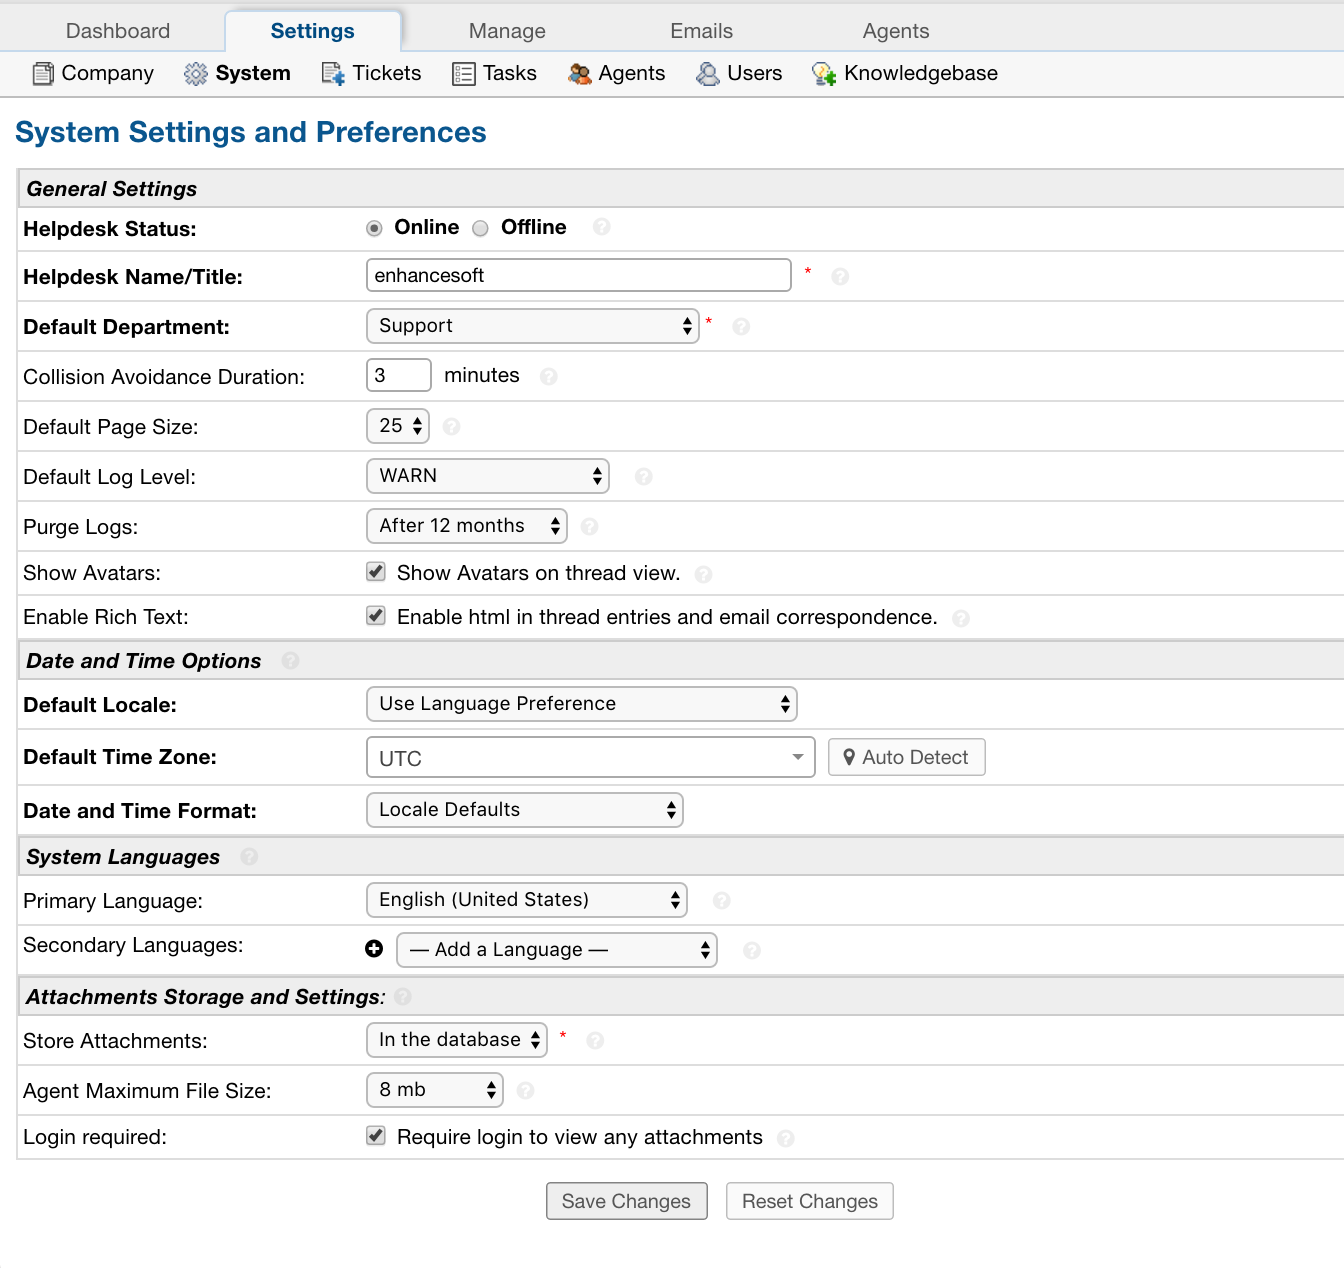 Dashboard Settings Manage Emails Agents
Company System Tickets Tasks Agents Users Knowledgebase
System Settings and Preferences
General Settings
Helpdesk Status: Online Offline ?
Helpdesk Name/Title: enhancesoft * ?
Default Department: Support * ?
Collision Avoidance Duration: 3 minutes ?
Default Page Size: 25 ?
Default Log Level: WARN ?
Purge Logs: After 12 months ?
Show Avatars: Show Avatars on thread view. ?
Enable Rich Text: Enable html in thread entries and email correspondence. ?
Date and Time Options ?
Default Locale: Use Language Preference
Default Time Zone: UTC Auto Detect
Date and Time Format: Locale Defaults
System Languages ?
Primary Language: English (United States) ?
Secondary Languages: — Add a Language — ?
Attachments Storage and Settings: ?
Store Attachments: In the database * ?
Agent Maximum File Size: 8 mb ?
Login required: Require login to view any attachments ?
Save Changes Reset Changes